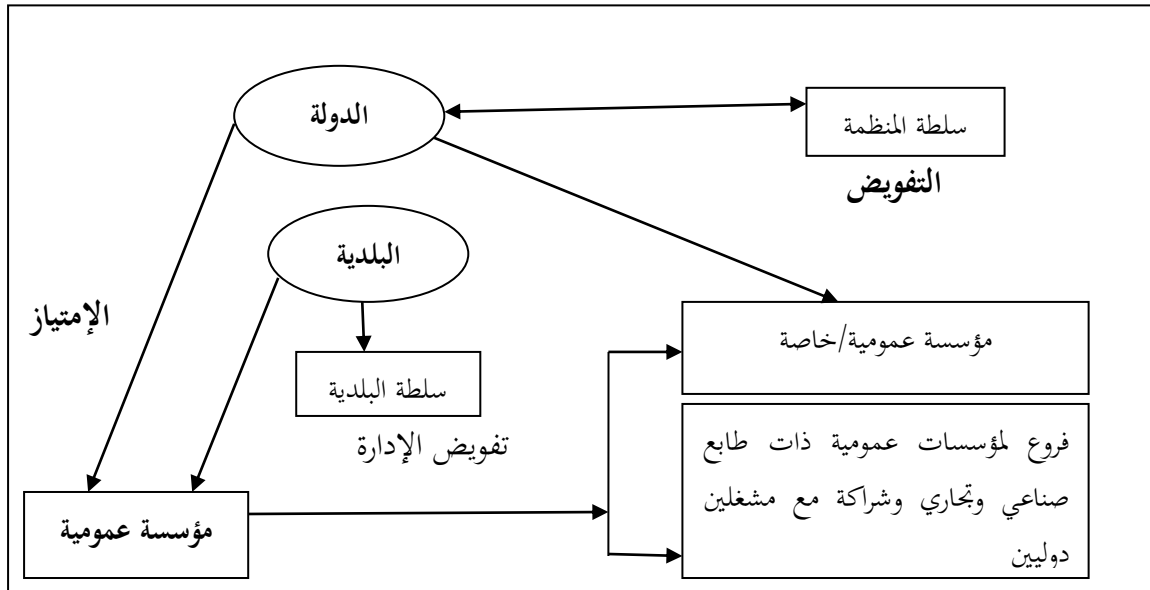 الدولة
سلطة المنظمة
التفويض
البلدية
الإمتياز
مؤسسة عمومية/خاصة
سلطة البلدية
تفويض الإدارة
فروع لمؤسسات عمومية ذات طابع
صناعي وتجاري وشراكة مع مشغلين
دوليين
مؤسسة عمومية